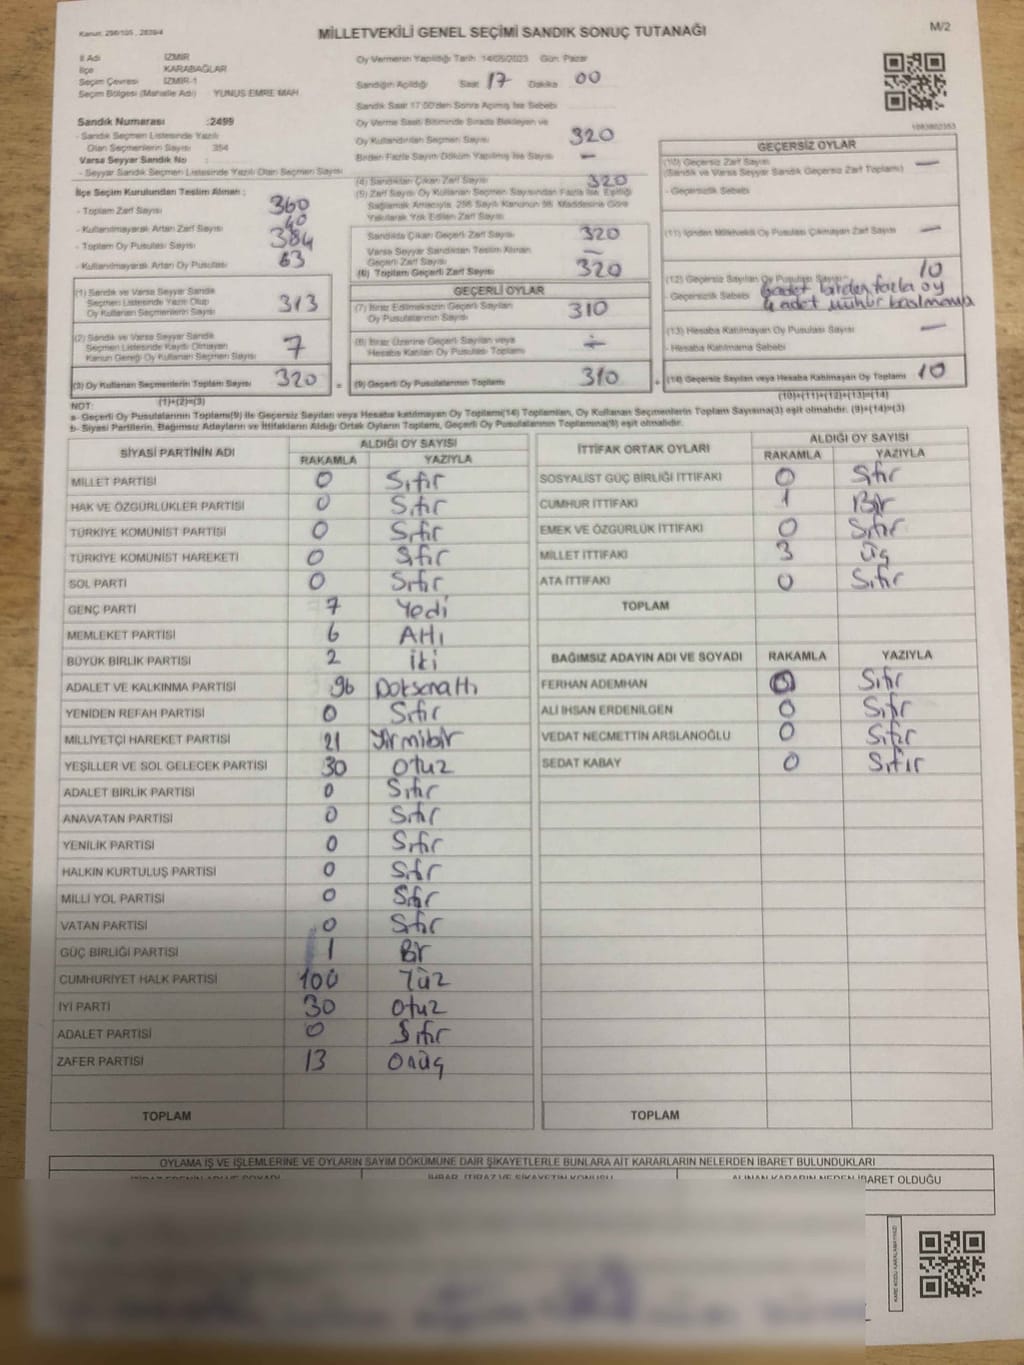 Kanun: 298/105 , 2839/4
MİLLETVEKİLİ GENEL SEÇİMİ SANDIK SONUÇ TUTANAĞI
M/2
İl Adı İZMİR
İlçe KARABAĞLAR
Seçim Çevresi İZMİR-1
Seçim Bölgesi (Mahalle Adı) YUNUS EMRE MAH.
Sandık Numarası :2499
- Sandık Seçmen Listesinde Yazılı
Olan Seçmenlerin Sayısı 354
Varsa Seyyar Sandık No :
- Seyyar Sandık Seçmen Listesinde Yazılı Olan Seçmen Sayısı
İlçe Seçim Kurulundan Teslim Alınan ;
- Toplam Zarf Sayısı 360
- Kullanılmayarak Artan Zarf Sayısı 40
- Toplam Oy Pusulası Sayısı 384
- Kullanılmayarak Artan Oy Pusulası 63
(1) Sandık ve Varsa Seyyar Sandık
Seçmen Listesinde Yazılı Olup
Oy Kullanan Seçmenlerin Sayısı 313
(2) Sandık ve Varsa Seyyar Sandık
Seçmen Listesinde Kaydı Olmayan
Kanun Gereği Oy Kullanan Seçmen Sayısı 7
(3) Oy Kullanan Seçmenlerin Toplam Sayısı 320 =
(1)+(2)=(3)
Oy Vermenin Yapıldığı Tarih 14/05/2023 Gün Pazar
Sandığın Açıldığı Saat 17 Dakika 00
Sandık Saat 17:00'den Sonra Açımış İse Sebebi
Oy Verme Saati Bitiminde Sırada Bekleyen ve
Oy Kullandırılan Seçmen Sayısı 320
Birden Fazla Sayım Döküm Yapılmış İse Sayısı –
(4) Sandıktan Çıkan Zarf Sayısı 320
(5) Zarf Sayısı Oy Kullanan Seçmen Sayısından Fazla İse, Eşitliği
Sağlamak Amacıyla, 298 Sayılı Kanunun 98. Maddesine Göre
Yakılarak Yok Edilen Zarf Sayısı
Sandıkta Çıkan Geçerli Zarf Sayısı 320
Varsa Seyyar Sandıktan Teslim Alınan
Geçerli Zarf Sayısı –
(6) Toplam Geçerli Zarf Sayısı 320
GEÇERLİ OYLAR
(7) İtiraz Edilmeksizin Geçerli Sayılan
Oy Pusulalarının Sayısı 310
(8) İtiraz Üzerine Geçerli Sayılan veya
Hesaba Katılan Oy Pusulası Toplamı
(9) Geçerli Oy Pusulalarının Toplamı 310 +
1083802353
GEÇERSİZ OYLAR
(10) Geçersiz Zarf Sayısı
(Sandık ve Varsa Seyyar Sandık Geçersiz Zarf Toplamı) –
- Geçersizlik Sebebi
(11) İçinden Milletvekili Oy Pusulası Çıkmayan Zarf Sayısı –
(12) Geçersiz Sayılan Oy Pusulası Sayısı 10
- Geçersizlik Sebebi 6 adet birden fazla oy
4 adet mühür basılmama
(13) Hesaba Katılmayan Oy Pusulası Sayısı –
- Hesaba Katılmama Sebebi
(14) Geçersiz Sayılan veya Hesaba Katılmayan Oy Toplamı 10
(10)+(11)+(12)+(13)=(14)
NOT:
a- Geçerli Oy Pusulalarının Toplamı(9) ile Geçersiz Sayılan veya Hesaba katılmayan Oy Toplamı(14) Toplamları, Oy Kullanan Seçmenlerin Toplam Sayısına(3) eşit olmalıdır. (9)+(14)=(3)
b- Siyasi Partilerin, Bağımsız Adayların ve İttifakların Aldığı Ortak Oyların Toplamı, Geçerli Oy Pusulalarının Toplamına(9) eşit olmalıdır.
SİYASİ PARTİNİN ADI ALDIĞI OY SAYISI
RAKAMLA YAZIYLA
MİLLET PARTİSİ 0 Sıfır
HAK VE ÖZGÜRLÜKLER PARTİSİ 0 Sıfır
TÜRKİYE KOMÜNİST PARTİSİ 0 Sıfır
TÜRKİYE KOMÜNİST HAREKETİ 0 Sıfır
SOL PARTİ 0 Sıfır
GENÇ PARTİ 7 Yedi
MEMLEKET PARTİSİ 6 Altı
BÜYÜK BİRLİK PARTİSİ 2 iki
ADALET VE KALKINMA PARTİSİ 96 Doksanaltı
YENİDEN REFAH PARTİSİ 0 Sıfır
MİLLİYETÇİ HAREKET PARTİSİ 21 Yirmibir
YEŞİLLER VE SOL GELECEK PARTİSİ 30 Otuz
ADALET BİRLİK PARTİSİ 0 Sıfır
ANAVATAN PARTİSİ 0 Sıfır
YENİLİK PARTİSİ 0 Sıfır
HALKIN KURTULUŞ PARTİSİ 0 Sıfır
MİLLİ YOL PARTİSİ 0 Sıfır
VATAN PARTİSİ 0 Sıfır
GÜÇ BİRLİĞİ PARTİSİ 1 Bir
CUMHURİYET HALK PARTİSİ 100 Yüz
İYİ PARTİ 30 Otuz
ADALET PARTİSİ 0 Sıfır
ZAFER PARTİSİ 13 Onüç
TOPLAM
İTTİFAK ORTAK OYLARI ALDIĞI OY SAYISI
RAKAMLA YAZIYLA
SOSYALİST GÜÇ BİRLİĞİ İTTİFAKI 0 Sıfır
CUMHUR İTTİFAKI 1 Bir
EMEK VE ÖZGÜRLÜK İTTİFAKI 0 Sıfır
MİLLET İTTİFAKI 3 Üç
ATA İTTİFAKI 0 Sıfır
TOPLAM
BAĞIMSIZ ADAYIN ADI VE SOYADI RAKAMLA YAZIYLA
FERHAN ADEMHAN 0 Sıfır
ALİ İHSAN ERDENİLGEN 0 Sıfır
VEDAT NECMETTİN ARSLANOĞLU 0 Sıfır
SEDAT KABAY 0 Sıfır
TOPLAM
OYLAMA İŞ VE İŞLEMLERİNE VE OYLARIN SAYIM DÖKÜMÜNE DAİR ŞİKAYETLERLE BUNLARA AİT KARARLARIN NELERDEN İBARET BULUNDUKLARI
İTİRAZ EDENİN ADI VE SOYADI İHBAR, İTİRAZ VE ŞİKAYETİN KONUSU ALINAN KARARIN NEDEN İBARET OLDUĞU
KARE KODU KARALAMAYINIZ!